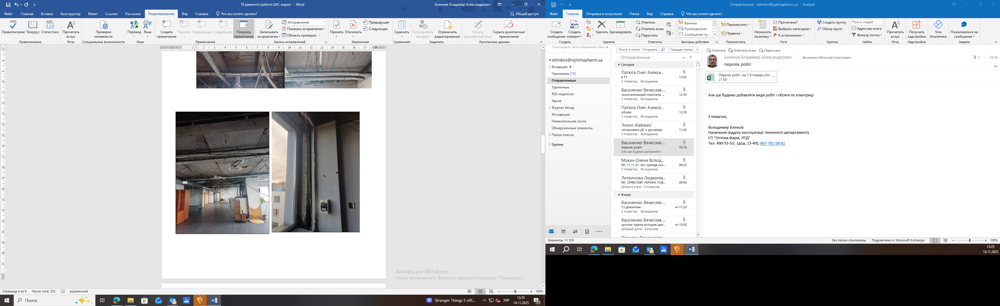 ТЗ ремонтні роботи ЦАС корект - Word
Блинков Владимир Александрович
Файл Главная Вставка Конструктор Макет Ссылки Рассылки Рецензирование Вид Справка Что вы хотите сделать? Общий доступ
Правописание Тезаурус Статистика
Прочитать вслух
Проверка читаемости
Перевод Язык
Создать примечание
Удалить Предыдущее Следующее
Показать примечания
Записывать исправления
Исправления
Показать исправления
Область проверки
Принять Отклонить
Предыдущее
Следующее
Сравнить
Блокировать авторов
Ограничить редактирование
Начать рукописный ввод
Скрыть рукописные примечания
Правописание Речь Специальные возможности Язык Примечания Запись исправлений Изменения Сравнение Защитить Рукописные данные
Активация Windows
Чтобы активировать Windows, перейдите в раздел "Параметры".
Страница 4 из 9 Число слов: 253 украинский
100%
Поиск
Stranger Things 5 offi...
УКР
13:25
14.11.2025
22
Отправленные - vblinkov@optimapharm.ua - Outlook
Файл Главная Отправка и получение Папка Вид Справка Что вы хотите сделать?
Создать сообщение
Создать элемент
Удалить Архивировать
Ответить
Ответить всем
Переслать
Важные
Руководителю
Сообщение гр...
Переместить
Правила
Назначить политику
Прочитано?
Выбрать категорию
К исполнению
Создать группу
Обзор групп
Поиск людей
Адресная книга
Фильтр почты
Прочитать вслух
Получить надстройки
Viva Аналитика
Пожаловаться на сообщение
Создать Удалить Ответить Быстрые действия Переместить Теги Группы Найти Речь Надстройки Защита
Перетащите свои избранные папк
vblinkov@optimapharm.ua
Входящие 4
Черновики [15]
Отправленные
Удаленные
RSS-подписки
Архив
Журнал бесед
Исходящие
Нежелательная почта
Обнаруженные элементы
Папки поиска
Группы
Поиск в папке "Отправле... Текущая папка
Отправленные
Сегодня
Патюта Олег Алексе...
в ТЗ 13:02
З повагою, Володимир
Василенко Вячеслав ...
окончательный перечень ... 12:39
З повагою, Володимир
Патюта Олег Алексе...
объём 12:38
З повагою, Володимир
'Anton Alekseev'
согласовать ДС к договору 11:05
З повагою, Володимир
Василенко Вячеслав ...
перелік робіт 10:16
Але ще будемо добавляти
Мокич Олена Волод...
RE: 11.11.25 Акт оренда скл... 09:22
З повагою, Володимир
Литвинова Людмила...
RE: СЕРВІСЛІФТ УКРАЇНА ТОВ... 09:04
Доброе утро! З повагою,
Вчера
Василенко Вячеслав ...
ТЗ демонтаж чт 17:20
З повагою, Володимир
Василенко Вячеслав ...
срочно нужна история цен... чт 15:05
Добрый день! Запускаю
Ответить Ответить всем Переслать
Блинков Владимир Александрович Василенко Вячеслав Алексеевич 1 10:16
перелік робіт
Перелік робіт на 1-8 поверх.xlsx
21 КВ
Але ще будемо добавляти види робіт і обсяги по електриці
З повагою,
Володимир Блінков
Начальник відділу експлуатації технічного департаменту
СП "Оптіма-Фарм, ЛТД"
Тел. 490-53-53; (дод. 13-49); 067-791-58-81
Элементы: 11 555
Все папки обновлены. Подключено к: Microsoft Exchange 100%
13:25
14.11.2025